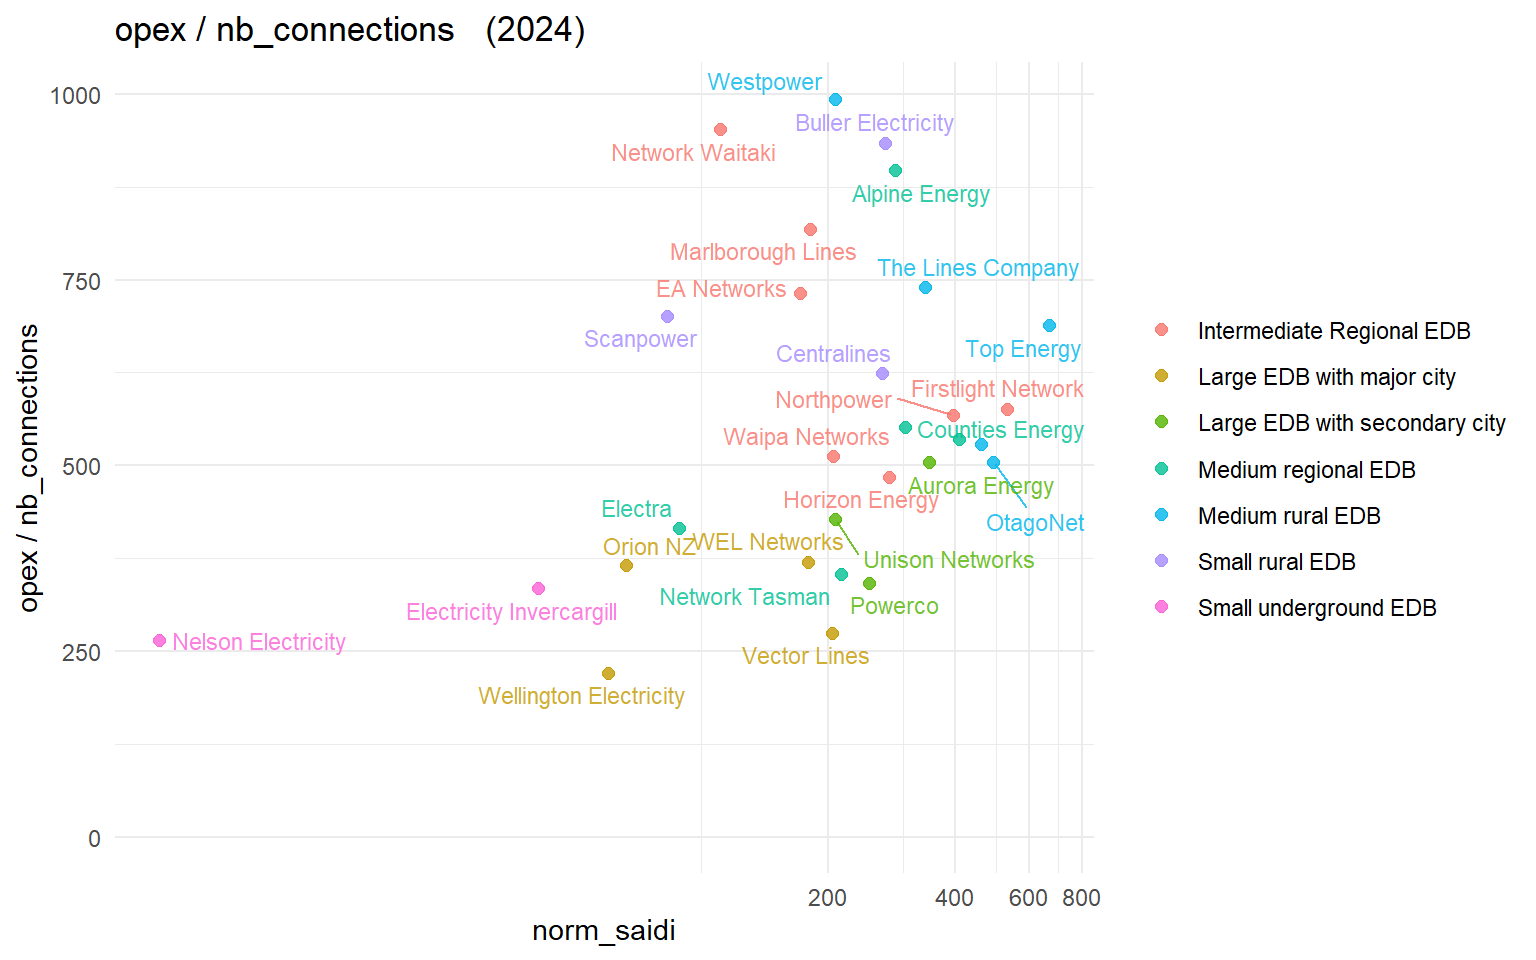 opex / nb_connections   (2024)
opex / nb_connections
1000
750
500
250
0
Westpower
Buller Electricity
Network Waitaki
Alpine Energy
Marlborough Lines
The Lines Company
EA Networks
Scanpower
Top Energy
Centralines
Firstlight Network
Northpower
Counties Energy
Waipa Networks
Aurora Energy
Horizon Energy
Electra
OtagoNet
WEL Networks
Orion NZ
Unison Networks
Network Tasman
Powerco
Electricity Invercargill
Nelson Electricity
Vector Lines
Wellington Electricity
200
400
600
800
norm_saidi
Intermediate Regional EDB
Large EDB with major city
Large EDB with secondary city
Medium regional EDB
Medium rural EDB
Small rural EDB
Small underground EDB